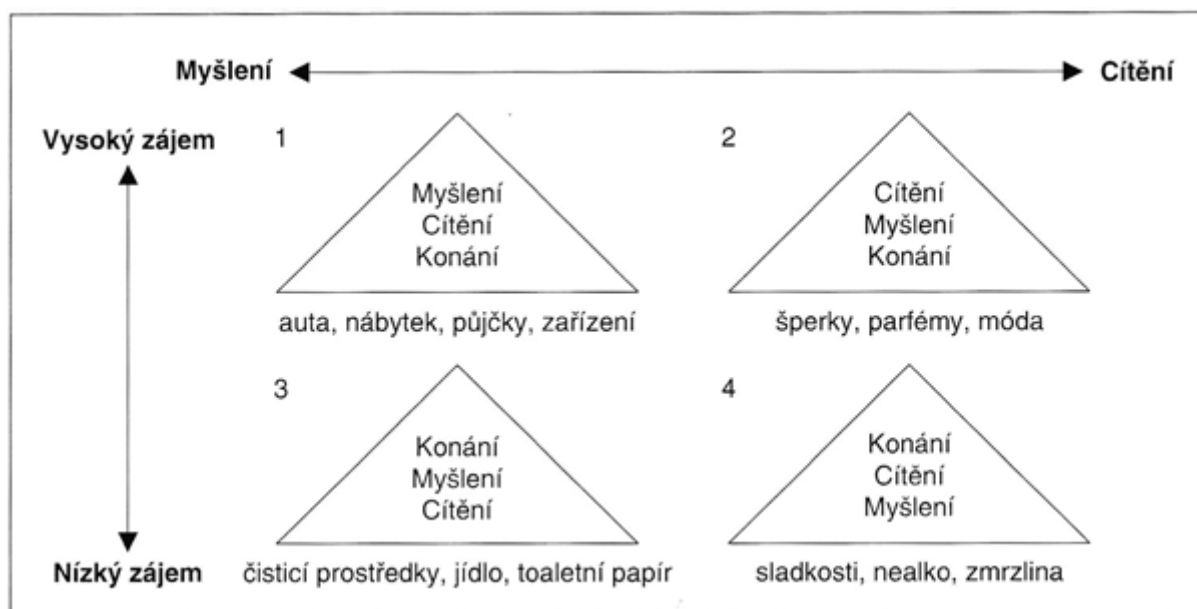 Myšlení Cítění
Vysoký zájem 1 2
Myšlení
Cítění
Konání
Cítění
Myšlení
Konání
auta, nábytek, půjčky, zařízení
šperky, parfémy, móda
3 4
Konání
Myšlení
Cítění
Konání
Cítění
Myšlení
Nízký zájem
čisticí prostředky, jídlo, toaletní papír
sladkosti, nealko, zmrzlina